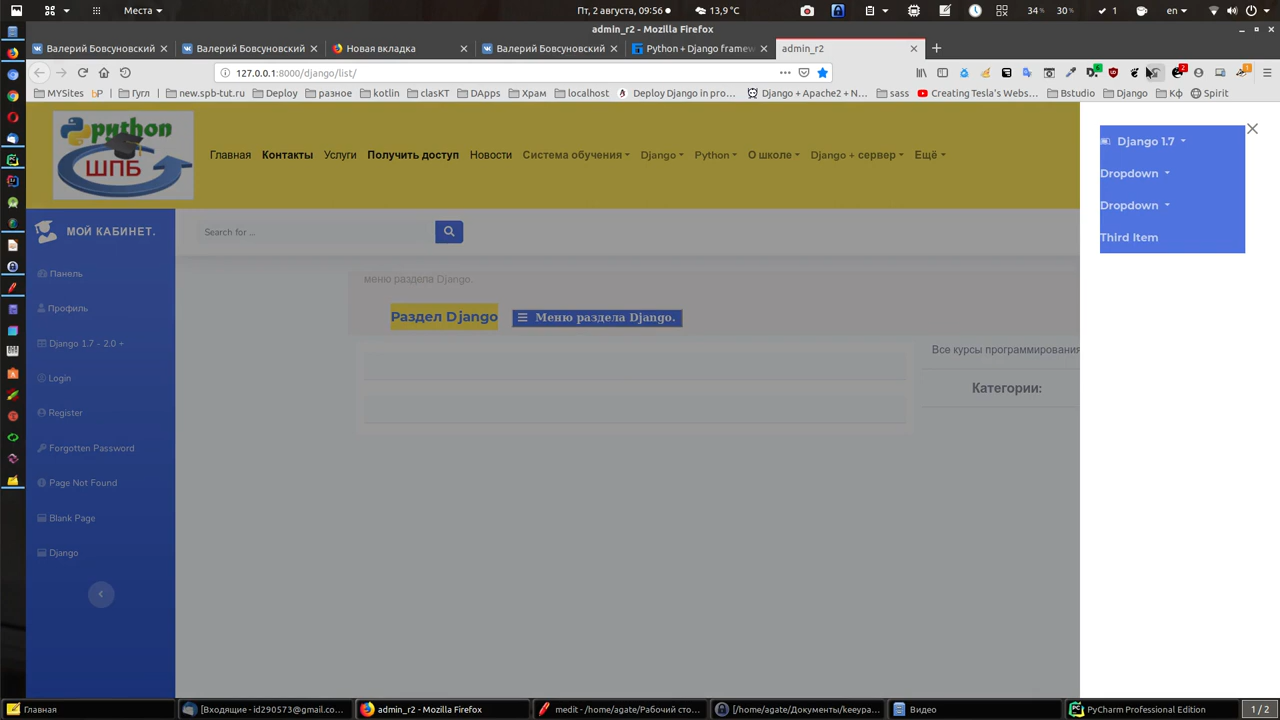 Места
Пт, 2 августа, 09:56
13,9°C
34%
30%
1
en
admin_r2 - Mozilla Firefox
Валерий Бовсуновский
Валерий Бовсуновский
Новая вкладка
Валерий Бовсуновский
Python + Django framew
admin_r2
127.0.0.1:8000/django/list/
MYSites
Гугл
new.spb-tut.ru
Deploy
разное
kotlin
clasKT
DApps
Храм
localhost
Deploy Django in pro...
Django + Apache2 + N...
sass
Creating Tesla's Webs...
Bstudio
Django
Кф
Spirit
python
ШПБ
Главная
Контакты
Услуги
Получить доступ
Новости
Система обучения
Django
Python
О школе
Django + сервер
Ещё
Django 1.7
Dropdown
Dropdown
Third Item
МОЙ КАБИНЕТ.
Search for ...
Панель
Профиль
Django 1.7 - 2.0 +
Login
Register
Forgotten Password
Page Not Found
Blank Page
Django
меню раздела Django.
Раздел Django
Меню раздела Django.
Все курсы программирования
Категории:
Главная
[Входящие - id290573@gmail.co...
admin_r2 - Mozilla Firefox
medit - /home/agate/Рабочий сто...
[/home/agate/Документы/keeура...
Видео
PyCharm Professional Edition
1 / 2